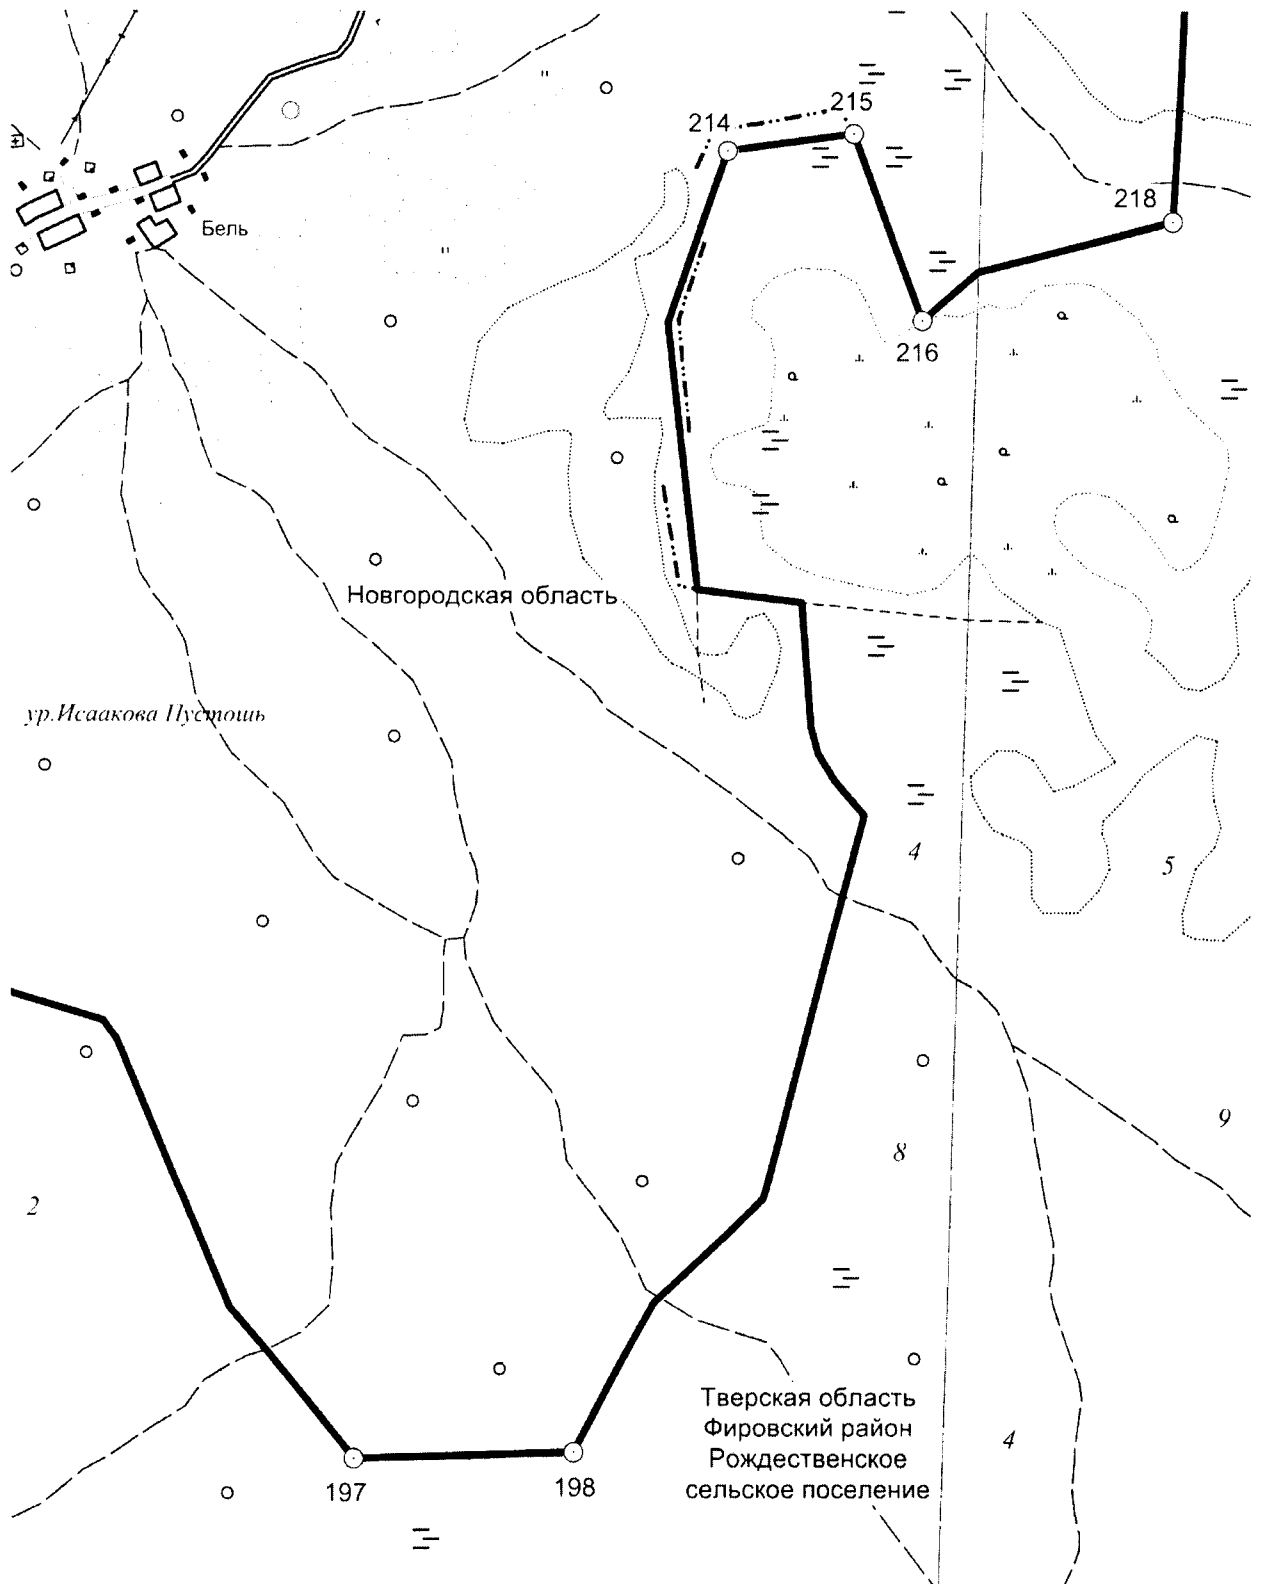 215
214
218
Бель
216
Новгородская область
ур.Исаакова Пустошь
4
5
9
8
2
Тверская область
Фировский район
Рождественское
сельское поселение
4
197
198